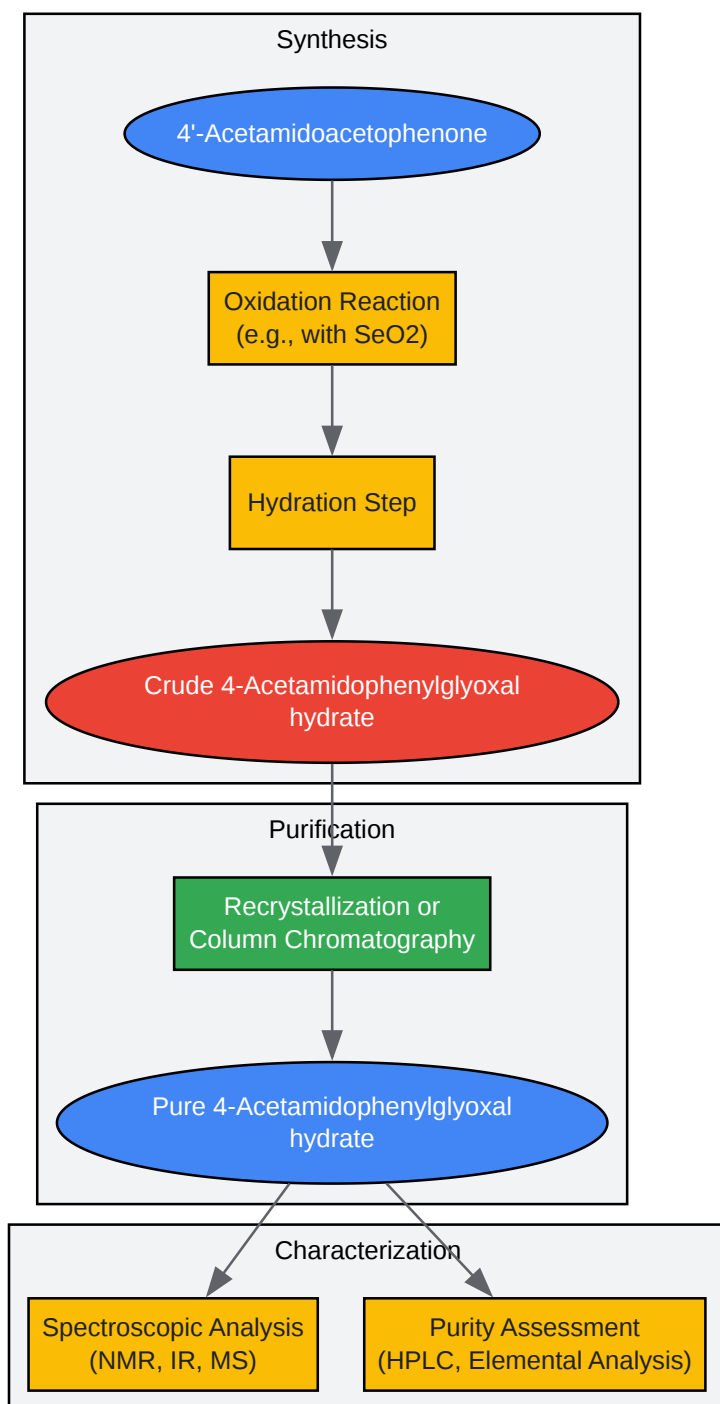 Synthesis
4'-Acetamidoacetophenone
Oxidation Reaction
(e.g., with SeO2)
Hydration Step
Crude 4-Acetamidophenylglyoxal
hydrate
Purification
Recrystallization or
Column Chromatography
Pure 4-Acetamidophenylglyoxal
hydrate
Characterization
Spectroscopic Analysis
(NMR, IR, MS)
Purity Assessment
(HPLC, Elemental Analysis)